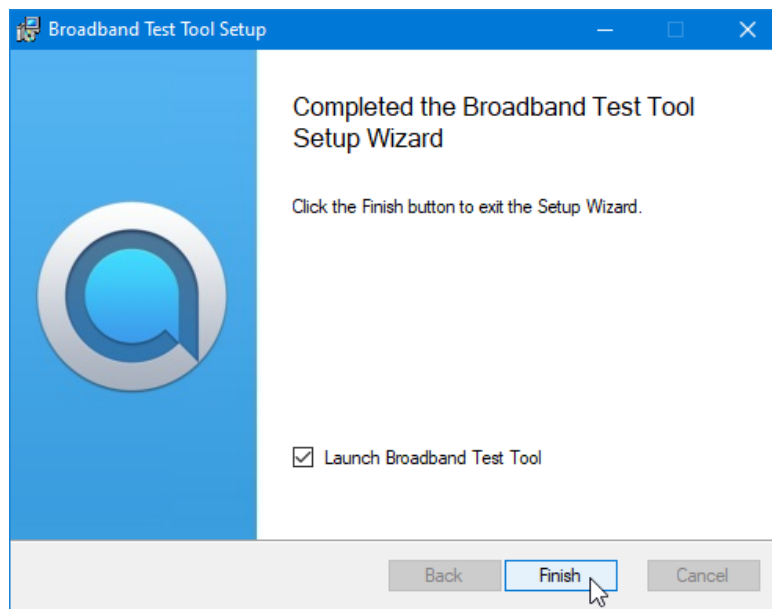 Broadband Test Tool Setup
Completed the Broadband Test Tool
Setup Wizard
Click the Finish button to exit the Setup Wizard.
Launch Broadband Test Tool
Back
Finish
Cancel